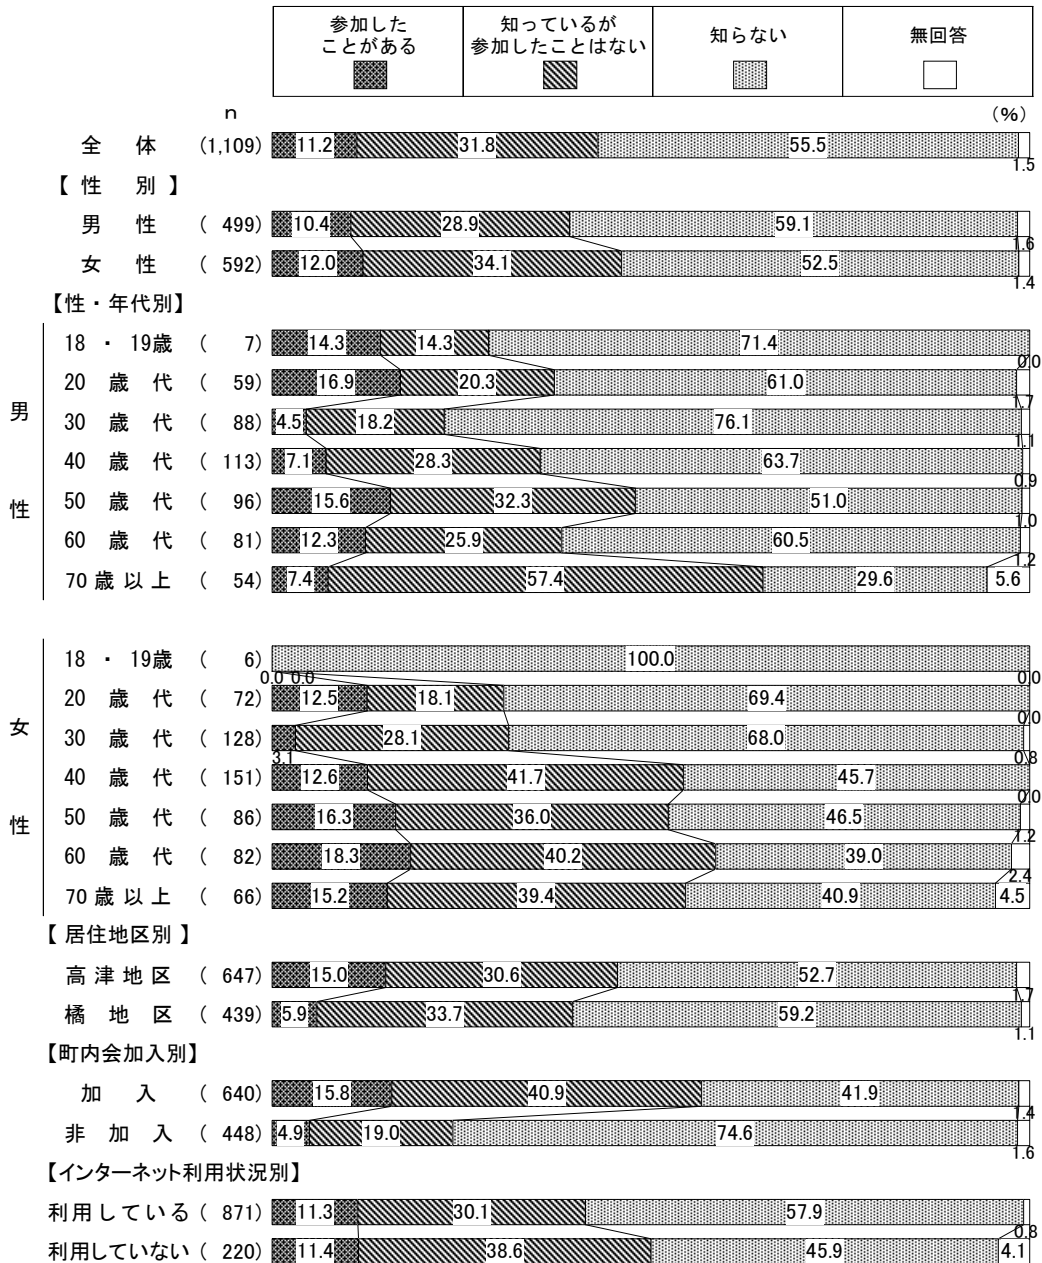 参加した
ことがある
知っているが
参加したことはない
知らない
無回答
n (%)
全 体 (1,109) 11.2 31.8 55.5 1.5
【 性 別 】
男 性 ( 499) 10.4 28.9 59.1 1.6
女 性 ( 592) 12.0 34.1 52.5 1.4
【性・年代別】
男性
18 ・ 19歳 ( 7) 14.3 14.3 71.4 0.0
20 歳 代 ( 59) 16.9 20.3 61.0 1.7
30 歳 代 ( 88) 4.5 18.2 76.1 1.1
40 歳 代 ( 113) 7.1 28.3 63.7 0.9
50 歳 代 ( 96) 15.6 32.3 51.0 1.0
60 歳 代 ( 81) 12.3 25.9 60.5 1.2
70歳以上 ( 54) 7.4 57.4 29.6 5.6
女性
18 ・ 19歳 ( 6) 0.0 0.0 100.0 0.0
20 歳 代 ( 72) 12.5 18.1 69.4 0.0
30 歳 代 ( 128) 3.1 28.1 68.0 0.8
40 歳 代 ( 151) 12.6 41.7 45.7 0.0
50 歳 代 ( 86) 16.3 36.0 46.5 1.2
60 歳 代 ( 82) 18.3 40.2 39.0 2.4
70歳以上 ( 66) 15.2 39.4 40.9 4.5
【 居住地区別 】
高津地区 ( 647) 15.0 30.6 52.7 1.7
橘 地 区 ( 439) 5.9 33.7 59.2 1.1
【町内会加入別】
加 入 ( 640) 15.8 40.9 41.9 1.4
非 加 入 ( 448) 4.9 19.0 74.6 1.6
【インターネット利用状況別】
利用している ( 871) 11.3 30.1 57.9 0.8
利用していない ( 220) 11.4 38.6 45.9 4.1